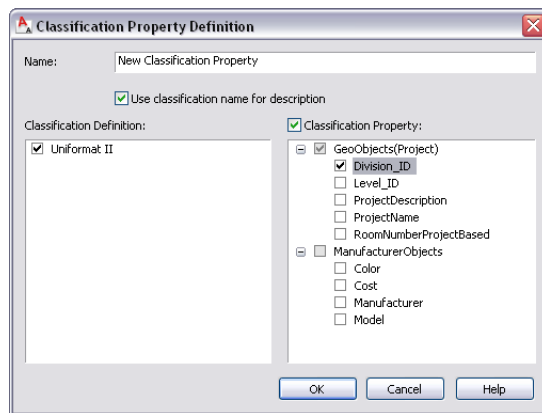 Classification Property Definition
Name: New Classification Property
Use classification name for description
Classification Definition:
Classification Property:
Uniformat II
GeoObjects(Project)
Division_ID
Level_ID
ProjectDescription
ProjectName
RoomNumberProjectBased
ManufacturerObjects
Color
Cost
Manufacturer
Model
OK Cancel Help